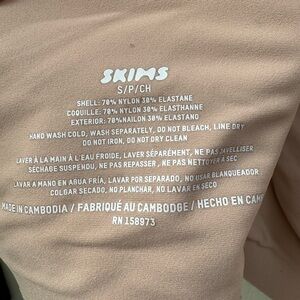 SKIMS
S/P/CH
SHELL: 70% NYLON 30% ELASTANE
COQUILLE: 70% NYLON 30% ELASTHANNE
EXTERIOR: 70%NAILON 30% ELASTANO
HAND WASH COLD, WASH SEPARATELY, DO NOT BLEACH, LINE DRY
DO NOT IRON, DO NOT DRY CLEAN
LAVER À LA MAIN À L'EAU FROIDE, LAVER SÉPARÉMENT, NE PAS JAVELLISER
SÉCHAGE SUSPENDU, NE PAS REPASSER, NE PAS NETTOYER À SEC
LAVAR A MANO EN AGUA FRÍA, LAVAR POR SEPARADO, NO USAR BLANQUEADOR
COLGAR SECADO, NO PLANCHAR, NO LAVAR EN SECO
MADE IN CAMBODIA / FABRIQUÉ AU CAMBODGE / HECHO EN CAM
RN 158973